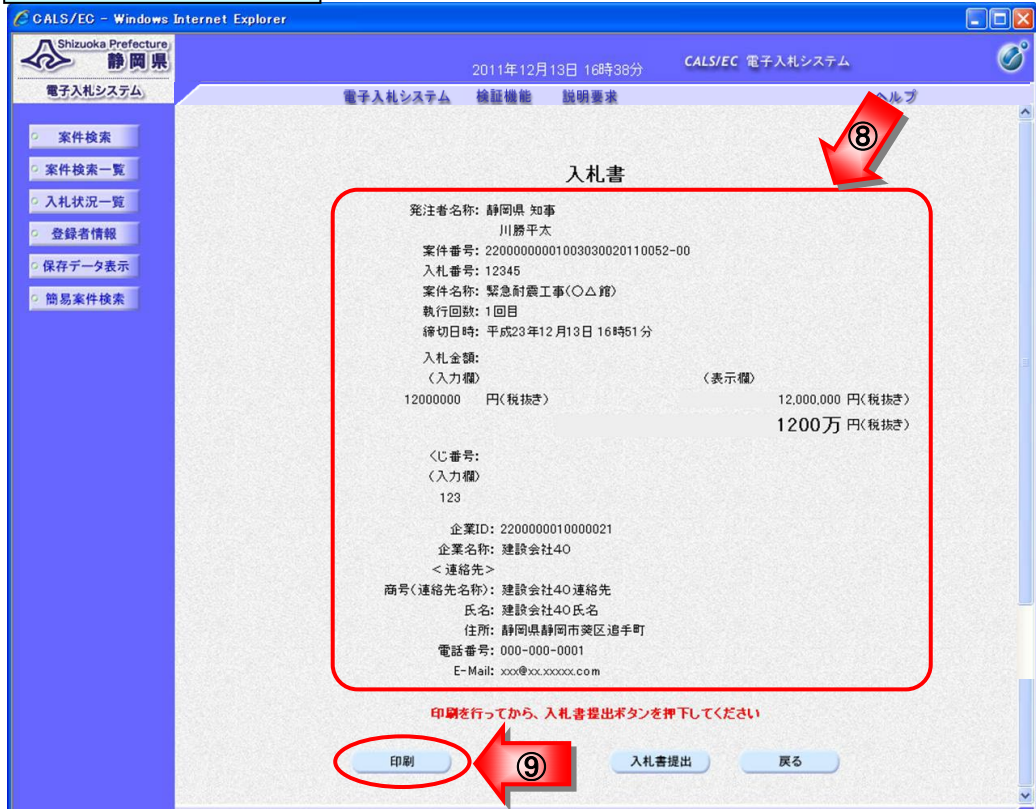 CALS/EC - Windows Internet Explorer
Shizuoka Prefecture
静岡県
電子入札システム
2011年12月13日 16時38分
CALS/EC 電子入札システム
電子入札システム 検証機能 説明要求 ヘルプ
案件検索
案件検索一覧
入札状況一覧
登録者情報
保存データ表示
簡易案件検索
⑧
入札書
発注者名称: 静岡県 知事
川勝平太
案件番号: 22000000001003030020110052-00
入札番号: 12345
案件名称: 緊急耐震工事(○△館)
執行回数: 1回目
締切日時: 平成23年12月13日 16時51分
入札金額:
(入力欄) (表示欄)
12000000 円(税抜き) 12,000,000 円(税抜き)
1200万 円(税抜き)
くじ番号:
(入力欄)
123
企業ID: 2200000010000021
企業名称: 建設会社40
<連絡先>
商号(連絡先名称): 建設会社40連絡先
氏名: 建設会社40氏名
住所: 静岡県静岡市葵区追手町
電話番号: 000-000-0001
E-Mail: xxx@xx.xxxxx.com
印刷を行ってから、入札書提出ボタンを押下してください
印刷 ⑨ 入札書提出 戻る